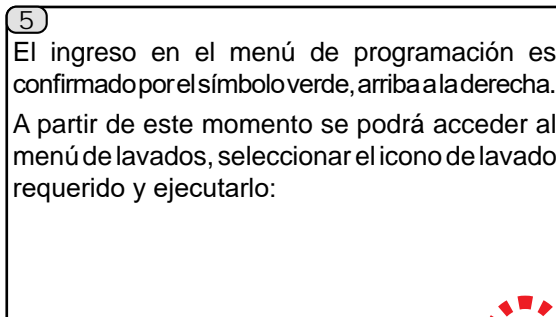 5
El ingreso en el menú de programación es
confirmado por el símbolo verde, arriba a la derecha.
A partir de este momento se podrá acceder al
menú de lavados, seleccionar el icono de lavado
requerido y ejecutarlo: